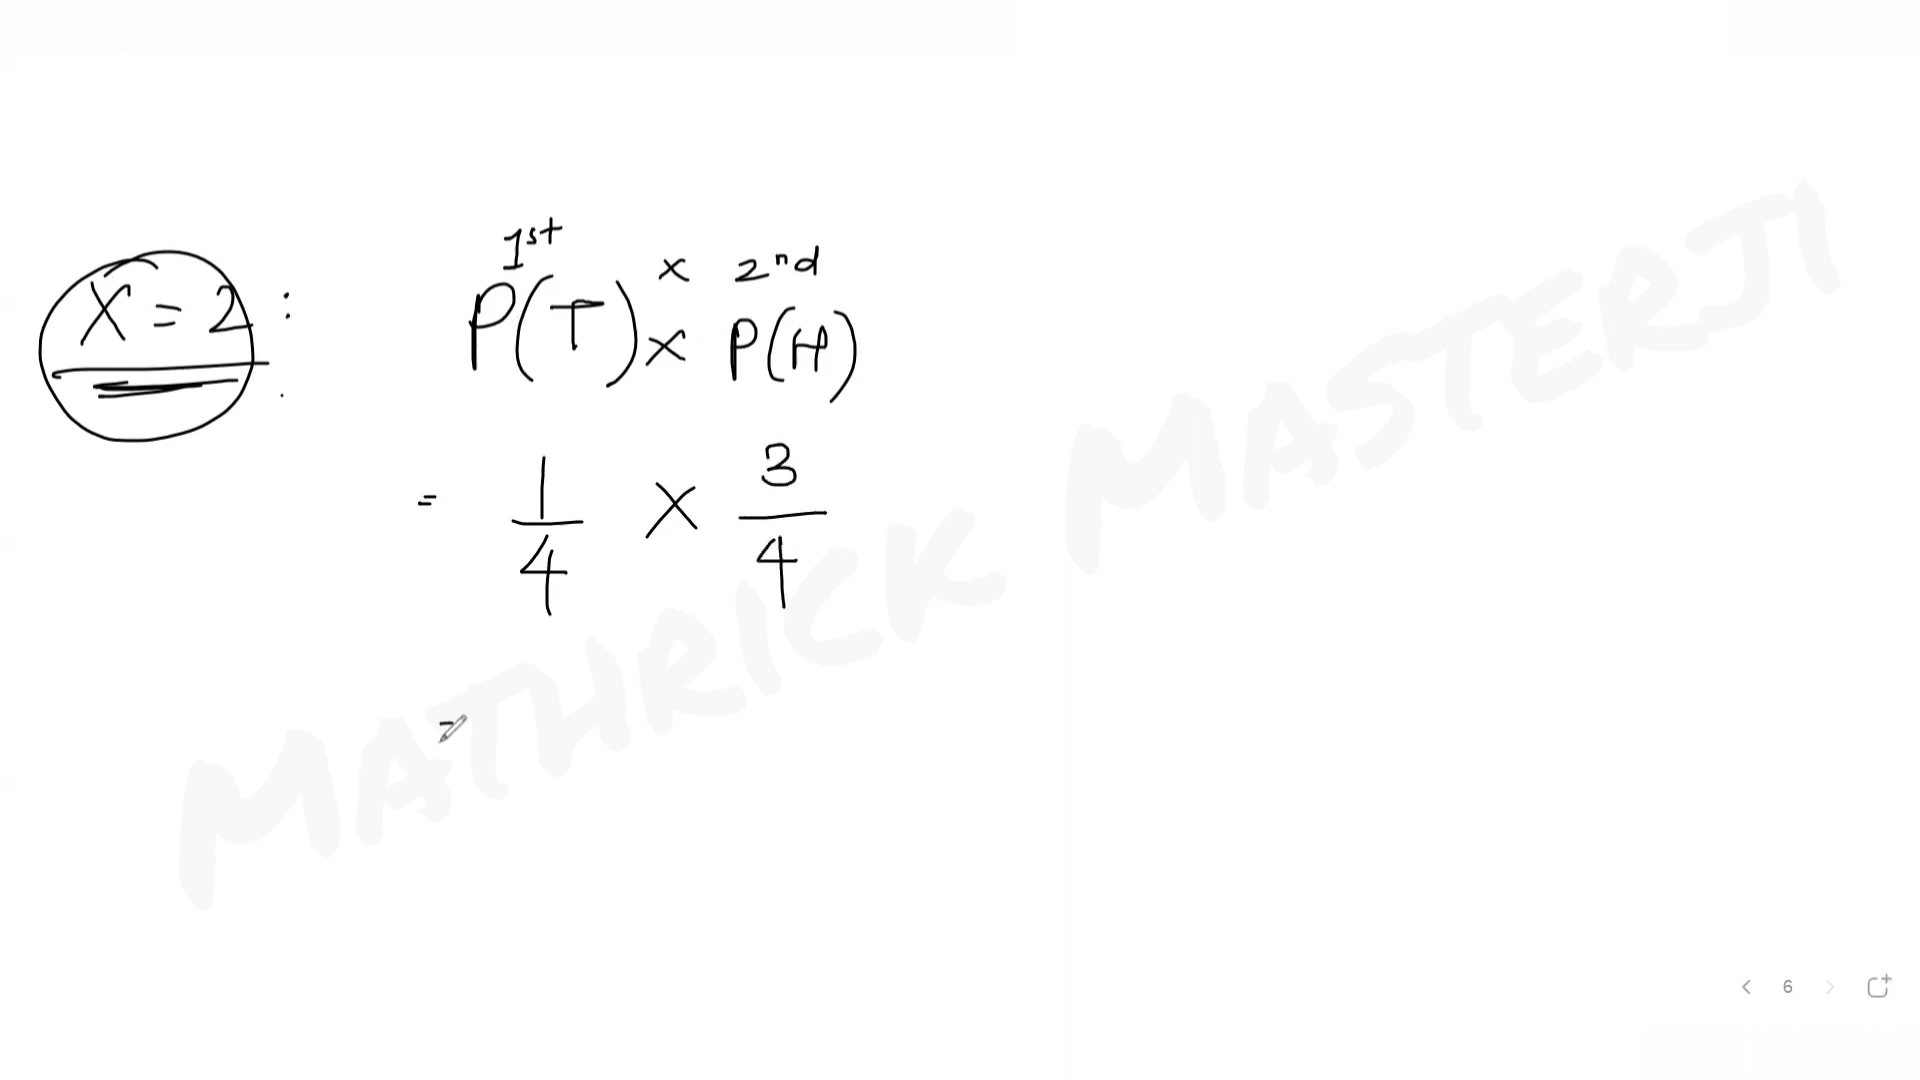 1st × 2nd
X = 2 : P(T) × P(H)
= 1/4 × 3/4
=
MATHRICK MASTERJI
< 6 >